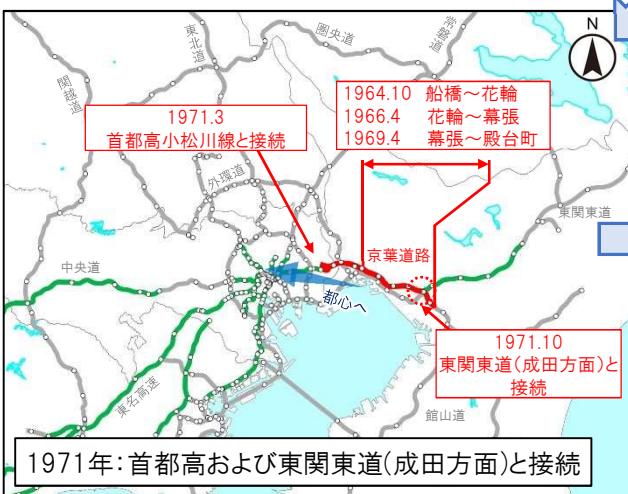 N
圏央道
常磐道
東北道
関越道
1964.10 船橋～花輪
1966.4 花輪～幕張
1969.4 幕張～殿台町
1971.3
首都高小松川線と接続
外環道
東関東道
京葉道路
中央道
都心へ
1971.10
東関東道(成田方面)と
接続
東名高速
館山道
1971年：首都高および東関東道(成田方面)と接続